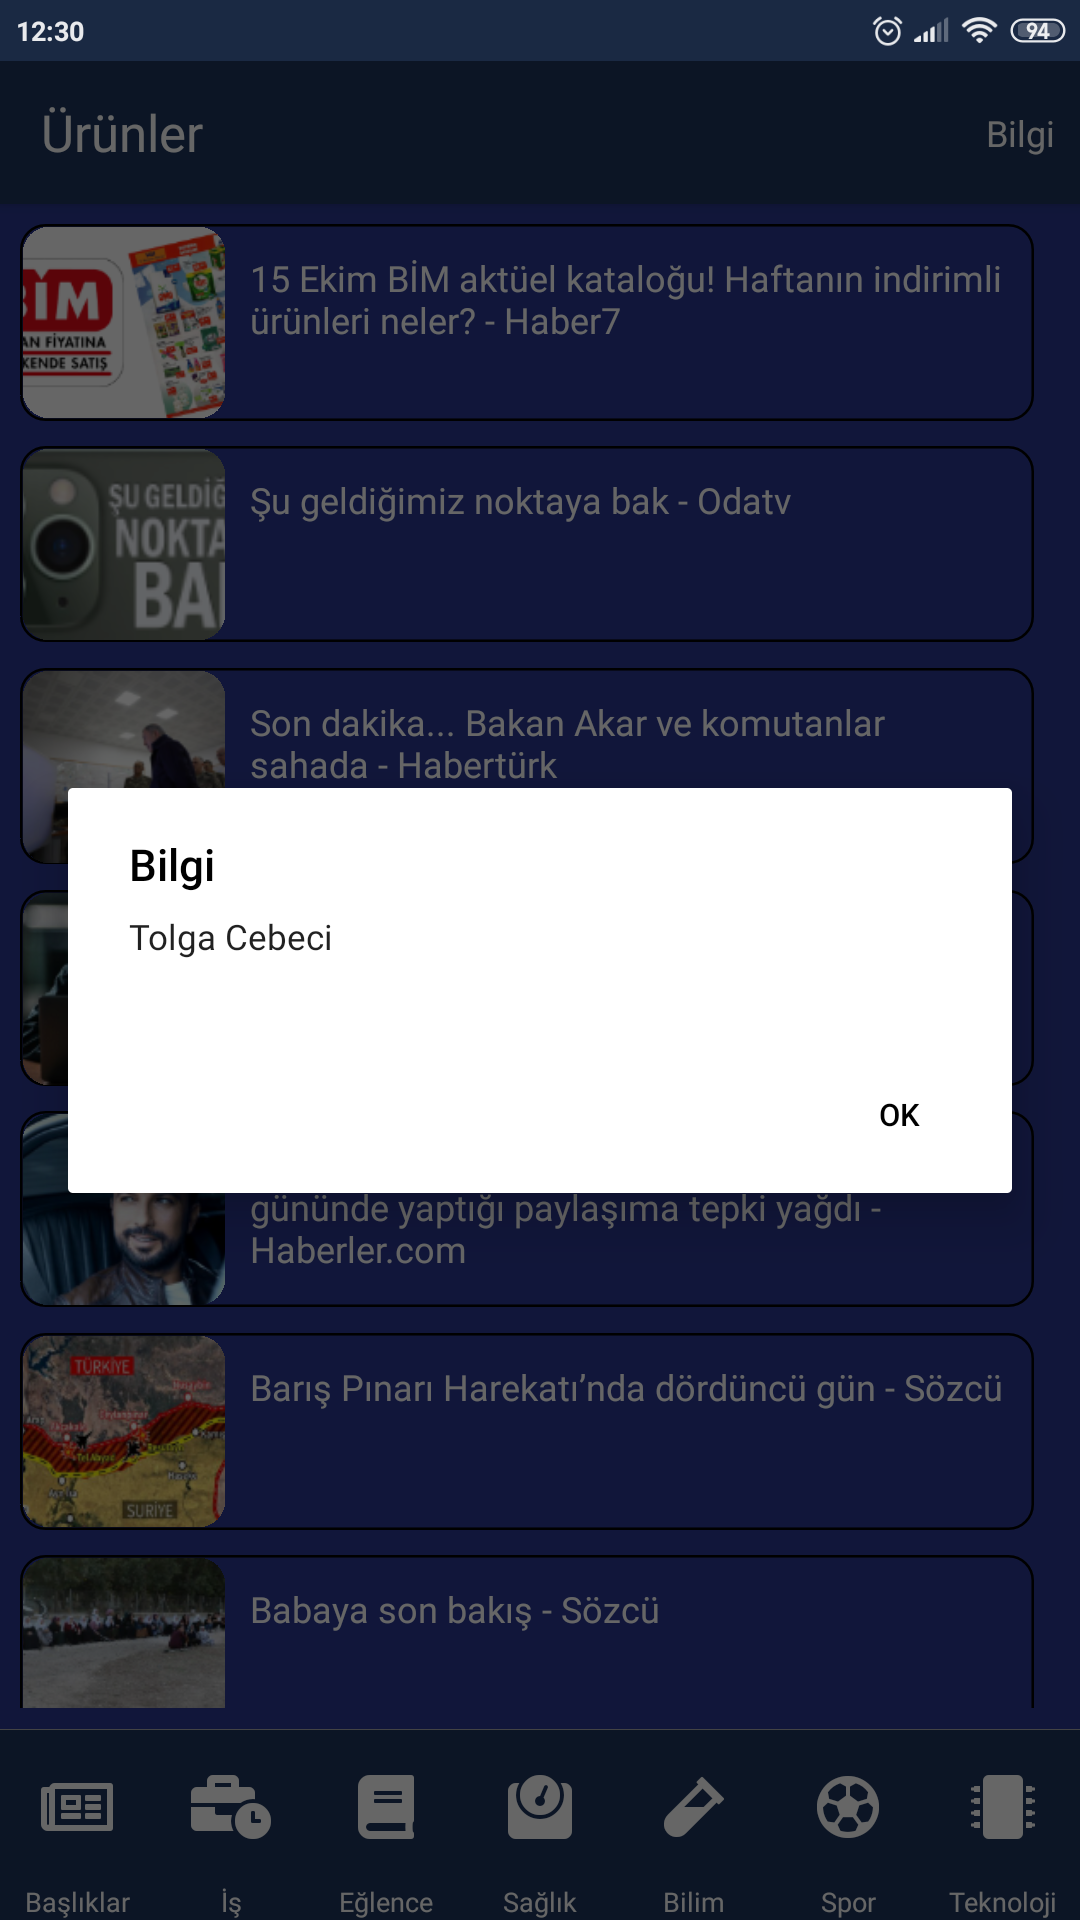 12:30
94
Ürünler
Bilgi
BİM
AN FİYATINA
KENDE SATIŞ
15 Ekim BİM aktüel kataloğu! Haftanın indirimli
ürünleri neler? - Haber7
ŞU GELDİĞ
NOKTA
BA
Şu geldiğimiz noktaya bak - Odatv
Son dakika... Bakan Akar ve komutanlar
sahada - Habertürk
Bilgi
Tolga Cebeci
OK
gününde yaptığı paylaşıma tepki yağdı -
Haberler.com
TÜRKİYE
SURİYE
Barış Pınarı Harekatı’nda dördüncü gün - Sözcü
Babaya son bakış - Sözcü
Başlıklar
İş
Eğlence
Sağlık
Bilim
Spor
Teknoloji